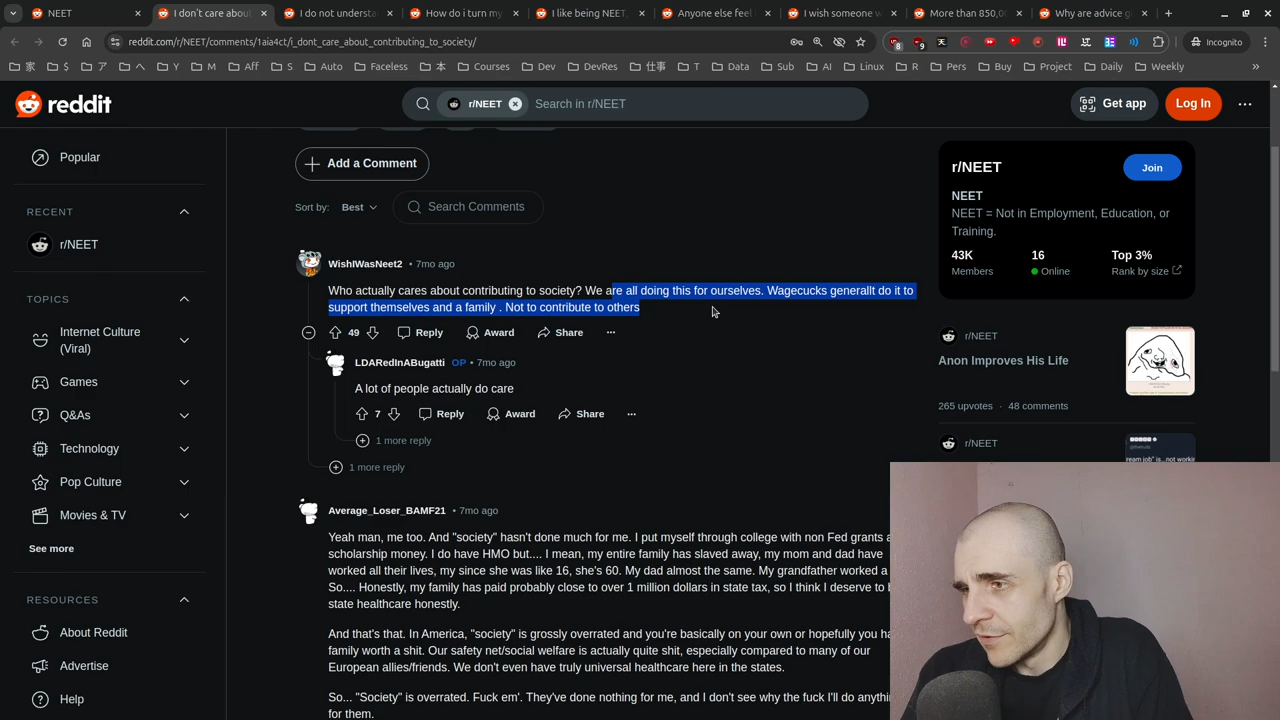 NEET
I don't care abou
I do not understa
How do i turn my
I like being NEET,
Anyone else feel
I wish someone w
More than 850,0
Why are advice g
reddit.com/r/NEET/comments/1aia4ct/i_dont_care_about_contributing_to_society/
8
9
Incognito
家
$
ア
へ
Y
M
Aff
S
Auto
Faceless
本
Courses
Dev
DevRes
仕事
T
Data
Sub
AI
Linux
R
Pers
Buy
Project
Daily
Weekly
reddit
r/NEET
Search in r/NEET
Get app
Log In
Popular
RECENT
r/NEET
TOPICS
Internet Culture
(Viral)
Games
Q&As
Technology
Pop Culture
Movies & TV
See more
RESOURCES
About Reddit
Advertise
Help
Add a Comment
Sort by:
Best
Search Comments
WishIWasNeet2
• 7mo ago
Who actually cares about contributing to society? We are all doing this for ourselves. Wagecucks generallt do it to
support themselves and a family . Not to contribute to others
49
Reply
Award
Share
LDARedInABugatti OP • 7mo ago
A lot of people actually do care
7
Reply
Award
Share
1 more reply
1 more reply
Average_Loser_BAMF21 • 7mo ago
Yeah man, me too. And "society" hasn't done much for me. I put myself through college with non Fed grants a
scholarship money. I do have HMO but.... I mean, my entire family has slaved away, my mom and dad have
worked all their lives, my since she was like 16, she's 60. My dad almost the same. My grandfather worked a
So.... Honestly, my family has paid probably close to over 1 million dollars in state tax, so I think I deserve to b
state healthcare honestly.
And that's that. In America, "society" is grossly overrated and you're basically on your own or hopefully you ha
family worth a shit. Our safety net/social welfare is actually quite shit, especially compared to many of our
European allies/friends. We don't even have truly universal healthcare here in the states.
So... "Society" is overrated. Fuck em'. They've done nothing for me, and I don't see why the fuck I'll do anythin
for them.
r/NEET
Join
NEET
NEET = Not in Employment, Education, or
Training.
43K
Members
16
Online
Top 3%
Rank by size
r/NEET
Anon Improves His Life
265 upvotes • 48 comments
r/NEET
ream job" is...not workin